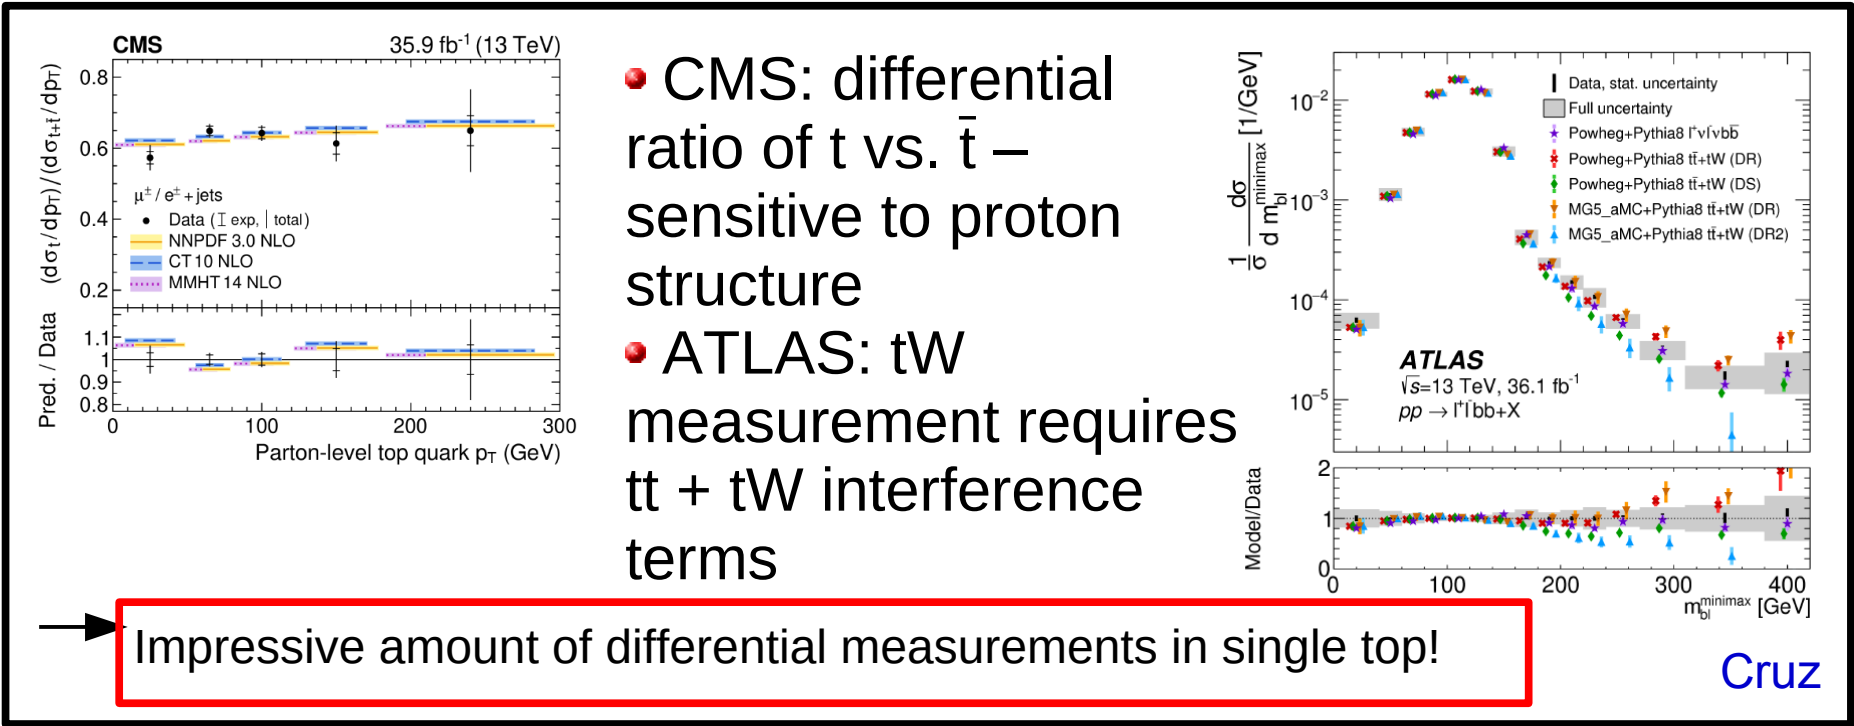 CMS
35.9 fb⁻¹ (13 TeV)
(dσt/dpT)/(dσt+t̄/dpT)
0.8
0.6
0.4
0.2
μ± / e± + jets
Data (I exp, | total)
NNPDF 3.0 NLO
CT10 NLO
MMHT14 NLO
Pred. / Data
1.1
1
0.9
0.8
0 100 200 300
Parton-level top quark pT (GeV)
CMS: differential
ratio of t vs. t̄ –
sensitive to proton
structure
ATLAS: tW
measurement requires
tt + tW interference
terms
1/σ dσ/d m_bl^minimax [1/GeV]
10⁻²
10⁻³
10⁻⁴
10⁻⁵
Data, stat. uncertainty
Full uncertainty
Powheg+Pythia8 l⁺νl⁻νbb̄
Powheg+Pythia8 tt̄+tW (DR)
Powheg+Pythia8 tt̄+tW (DS)
MG5_aMC+Pythia8 tt̄+tW (DR)
MG5_aMC+Pythia8 tt̄+tW (DR2)
ATLAS
√s=13 TeV, 36.1 fb⁻¹
pp → l⁺l⁻bb+X
Model/Data
2
1
0
0 100 200 300 400
m_bl^minimax [GeV]
Impressive amount of differential measurements in single top!
Cruz